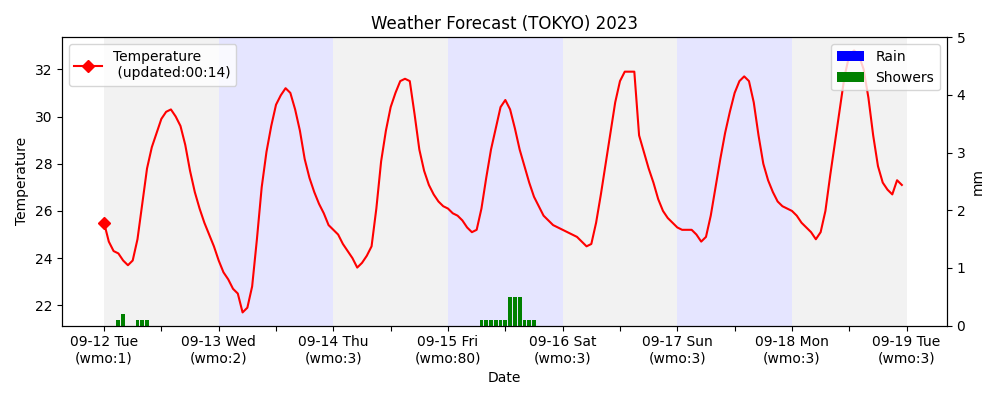 Weather Forecast (TOKYO) 2023
Temperature
(updated:00:14)
Rain
Showers
Temperature
32
30
28
26
24
22
5
4
3
2
1
0
mm
09-12 Tue
(wmo:1)
09-13 Wed
(wmo:2)
09-14 Thu
(wmo:3)
09-15 Fri
(wmo:80)
09-16 Sat
(wmo:3)
09-17 Sun
(wmo:3)
09-18 Mon
(wmo:3)
09-19 Tue
(wmo:3)
Date